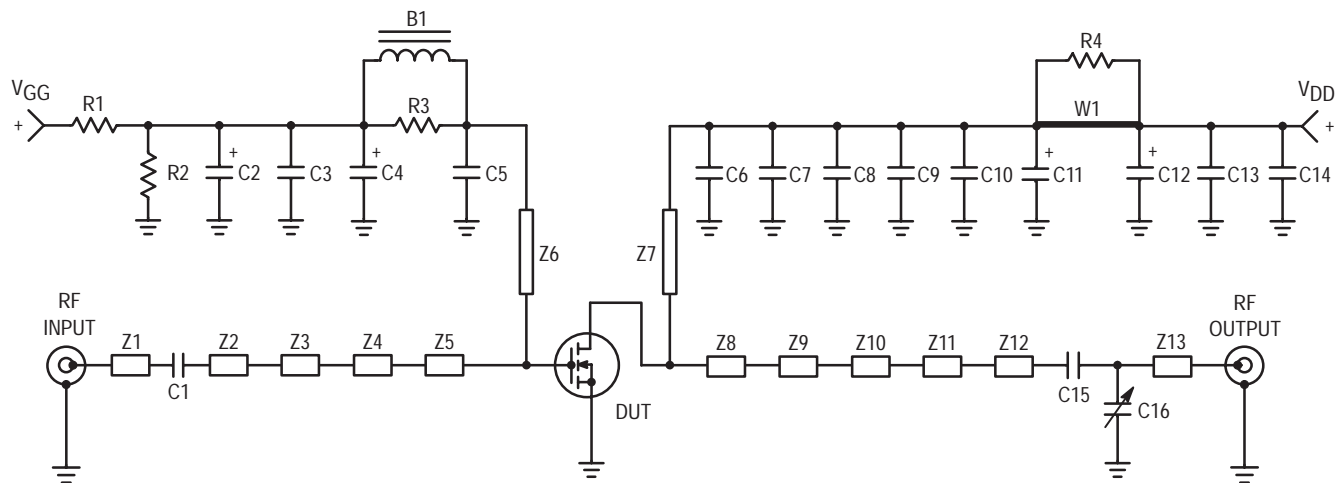 B1
R4
VGG
R1
R3
W1
VDD
+
+
R2
+
C2
C3
+
C4
C5
C6
C7
C8
C9
C10
+
C11
+
C12
C13
C14
Z6
Z7
RF
INPUT
Z1
Z2
Z3
Z4
Z5
Z8
Z9
Z10
Z11
Z12
Z13
RF
OUTPUT
C1
DUT
C15
C16